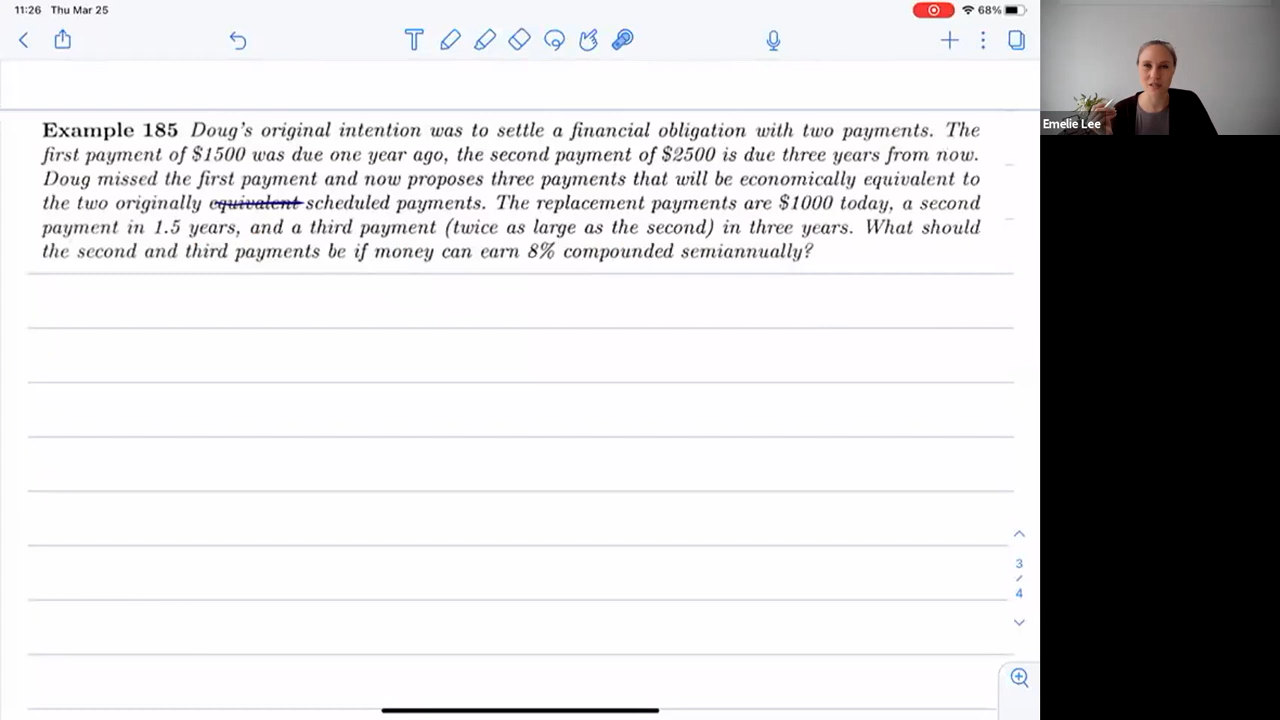 11:26 Thu Mar 25
68%
T
Emelie Lee
Example 185 Doug's original intention was to settle a financial obligation with two payments. The
first payment of $1500 was due one year ago, the second payment of $2500 is due three years from now.
Doug missed the first payment and now proposes three payments that will be economically equivalent to
the two originally equivalent scheduled payments. The replacement payments are $1000 today, a second
payment in 1.5 years, and a third payment (twice as large as the second) in three years. What should
the second and third payments be if money can earn 8% compounded semiannually?
3
/
4